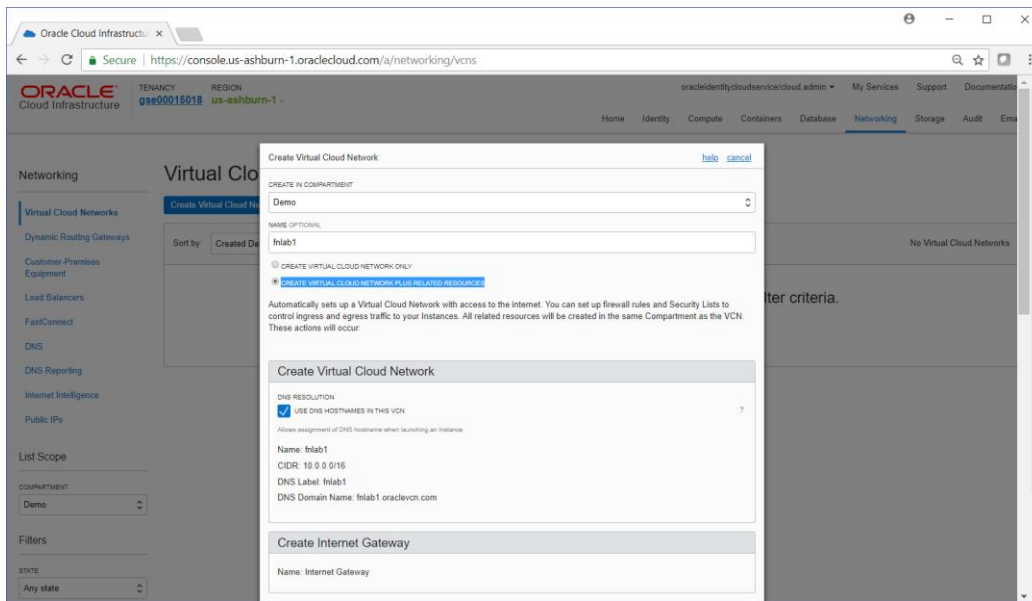 Oracle Cloud Infrastructu
Secure | https://console.us-ashburn-1.oraclecloud.com/a/networking/vcns
ORACLE
Cloud Infrastructure
TENANCY
gse00015018
REGION
us-ashburn-1
oracleidentitycloudservice/cloud admin
My Services
Support
Documentatio
Home
Identity
Compute
Containers
Database
Networking
Storage
Audit
Ema
Networking
Virtual Cloud Networks
Dynamic Routing Gateways
Customer-Premises
Equipment
Load Balancers
FastConnect
DNS
DNS Reporting
Internet Intelligence
Public IPs
List Scope
COMPARTMENT
Demo
Filters
STATE
Any state
Virtual Clo
Create Virtual Cloud Ne
Sort by:
Created Da
No Virtual Cloud Networks
lter criteria.
Create Virtual Cloud Network
help
cancel
CREATE IN COMPARTMENT
Demo
NAME OPTIONAL
fnlab1
CREATE VIRTUAL CLOUD NETWORK ONLY
CREATE VIRTUAL CLOUD NETWORK PLUS RELATED RESOURCES
Automatically sets up a Virtual Cloud Network with access to the internet. You can set up firewall rules and Security Lists to
control ingress and egress traffic to your Instances. All related resources will be created in the same Compartment as the VCN.
These actions will occur:
Create Virtual Cloud Network
DNS RESOLUTION
USE DNS HOSTNAMES IN THIS VCN
?
Allows assignment of DNS hostname when launching an Instance
Name: fnlab1
CIDR: 10.0.0.0/16
DNS Label: fnlab1
DNS Domain Name: fnlab1.oraclevcn.com
Create Internet Gateway
Name: Internet Gateway